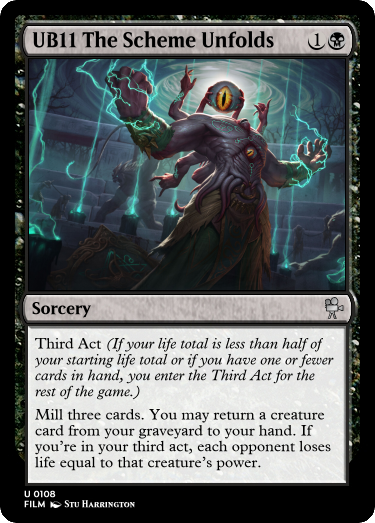 UB11 The Scheme Unfolds 1
Sorcery
Third Act (If your life total is less than half of
your starting life total or if you have one or fewer
cards in hand, you enter the Third Act for the
rest of the game.)
Mill three cards. You may return a creature
card from your graveyard to your hand. If
you're in your third act, each opponent loses
life equal to that creature's power.
U 0108
FILM Stu Harrington